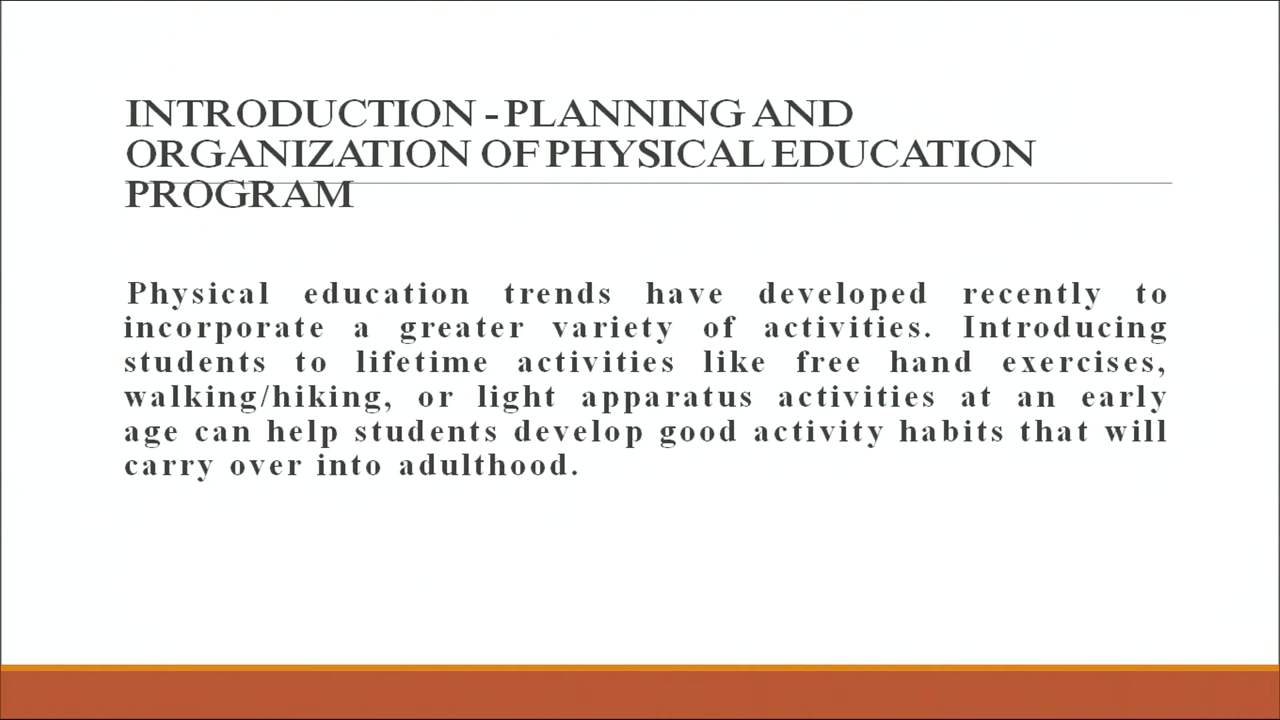 INTRODUCTION - PLANNING AND
ORGANIZATION OF PHYSICAL EDUCATION
PROGRAM
Physical education trends have developed recently to
incorporate a greater variety of activities. Introducing
students to lifetime activities like free hand exercises,
walking/hiking, or light apparatus activities at an early
age can help students develop good activity habits that will
carry over into adulthood.